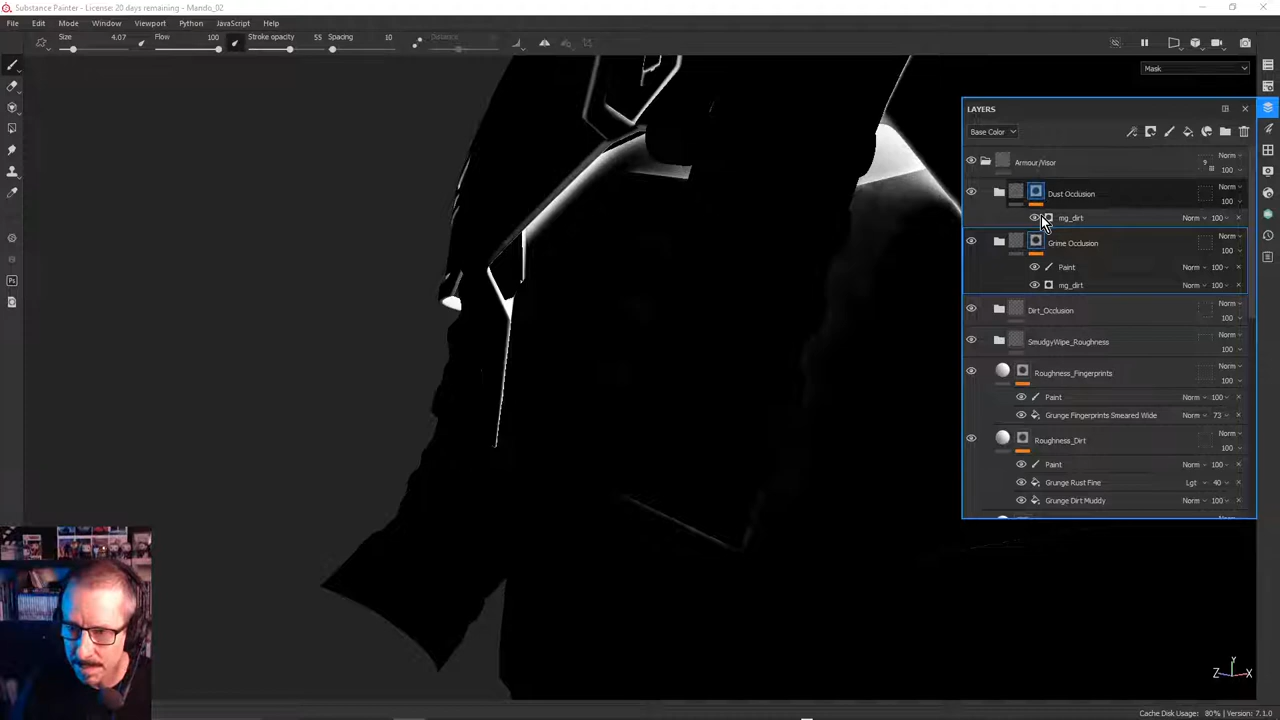 Substance Painter - License: 20 days remaining - Mando_02
File Edit Mode Window Viewport Python JavaScript Help
Size 4.07 Flow 100 Stroke opacity 55 Spacing 10 Distance
Mask
LAYERS
Base Color
Armour/Visor Norm 100
9
Dust Occlusion Norm 100
mg_dirt Norm 100
Grime Occlusion Norm 100
Paint Norm 100
mg_dirt Norm 100
Dirt_Occlusion Norm 100
SmudgyWipe_Roughness Norm 100
Roughness_Fingerprints Norm 100
Paint Norm 100
Grunge Fingerprints Smeared Wide Norm 73
Roughness_Dirt Norm 100
Paint Norm 100
Grunge Rust Fine Lgt 40
Grunge Dirt Muddy Norm 100
Ps
Y
Z X
Cache Disk Usage: 80% | Version: 7.1.0